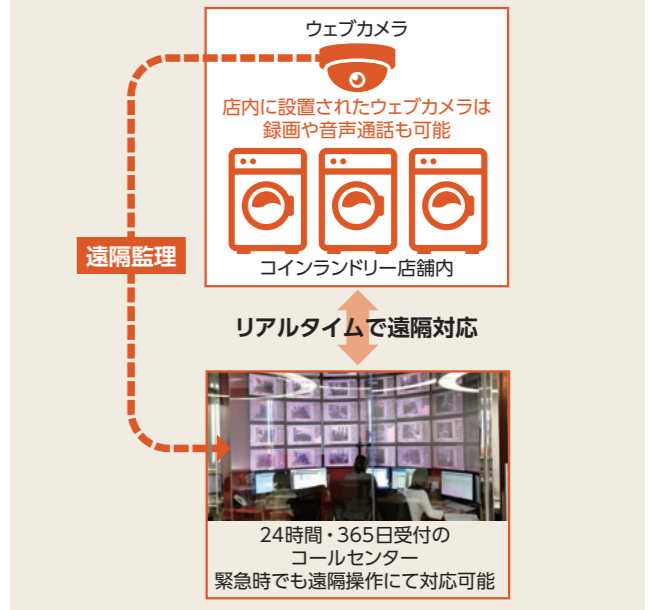 ウェブカメラ
店内に設置されたウェブカメラは
録画や音声通話も可能
コインランドリー店舗内
遠隔監理
リアルタイムで遠隔対応
24時間・365日受付の
コールセンター
緊急時でも遠隔操作にて対応可能